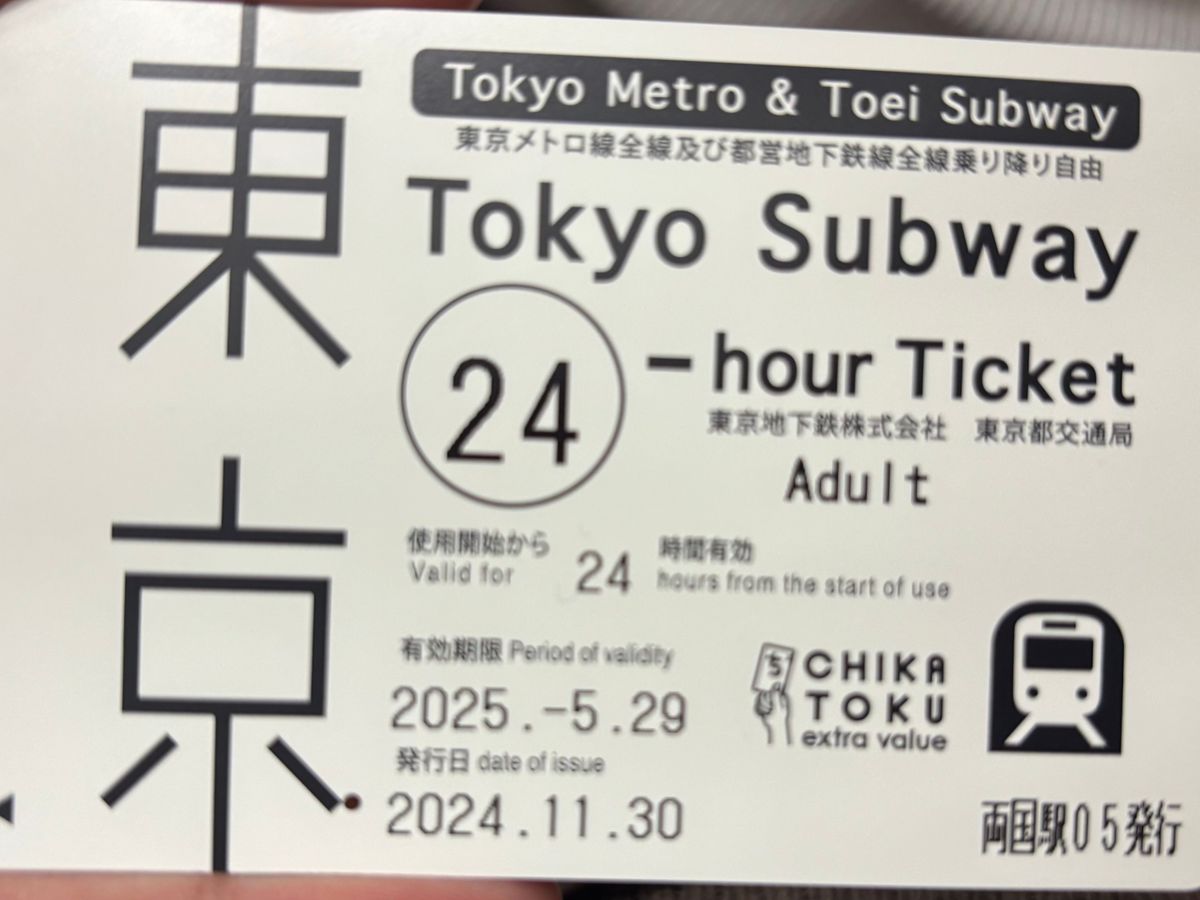 東京
Tokyo Metro & Toei Subway
東京メトロ線全線及び都営地下鉄線全線乗り降り自由
Tokyo Subway
24-hour Ticket
東京地下鉄株式会社 東京都交通局
Adult
使用開始から 24 時間有効
Valid for hours from the start of use
有効期限 Period of validity
2025.-5.29
発行日 date of issue
2024.11.30
ち
CHIKA
TOKU
extra value
両国駅05発行